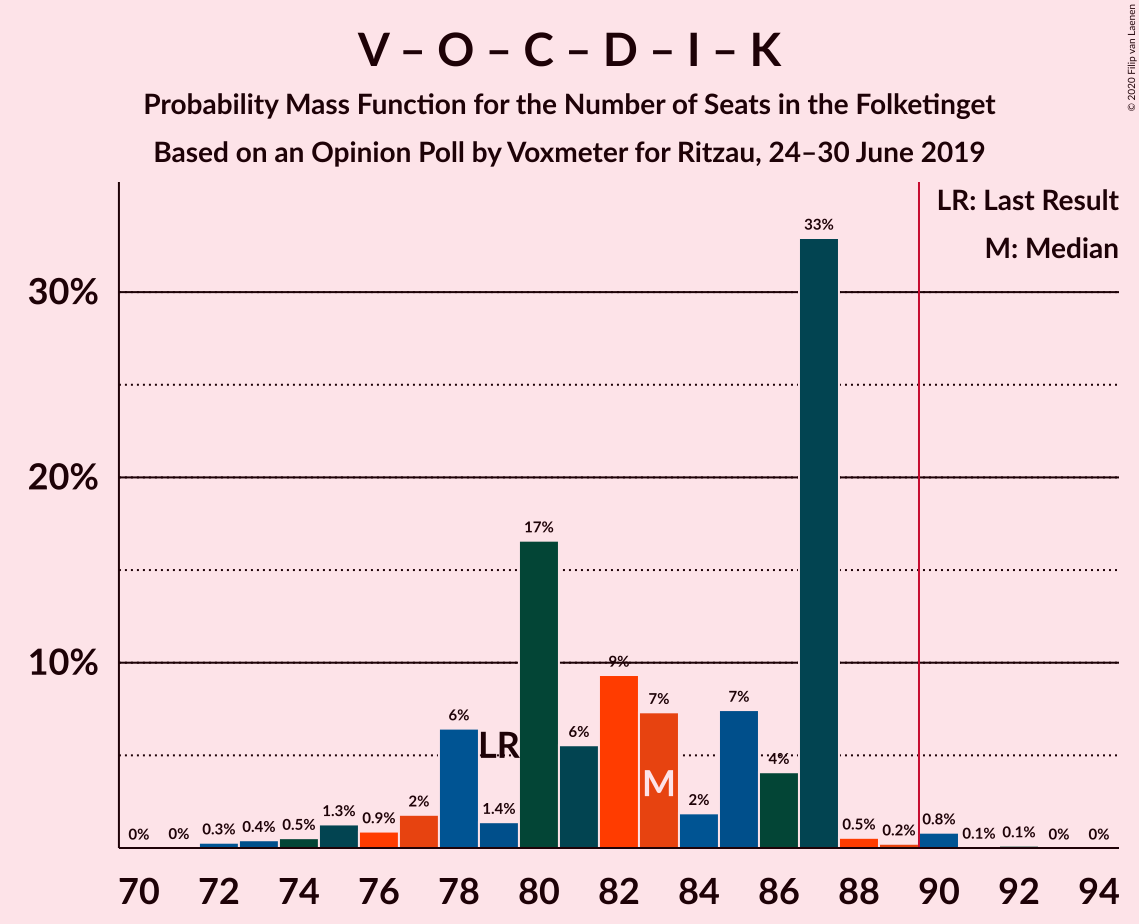 V – O – C – D – I – K
Probability Mass Function for the Number of Seats in the Folketinget
Based on an Opinion Poll by Voxmeter for Ritzau, 24–30 June 2019
© 2020 Filip van Laenen
LR: Last Result
M: Median
30%
20%
10%
0% 0% 0.3% 0.4% 0.5% 1.3% 0.9% 2% 6% 1.4% 17% 6% 9% 7% 2% 7% 4% 33% 0.5% 0.2% 0.8% 0.1% 0.1% 0% 0%
LR
M
70 72 74 76 78 80 82 84 86 88 90 92 94